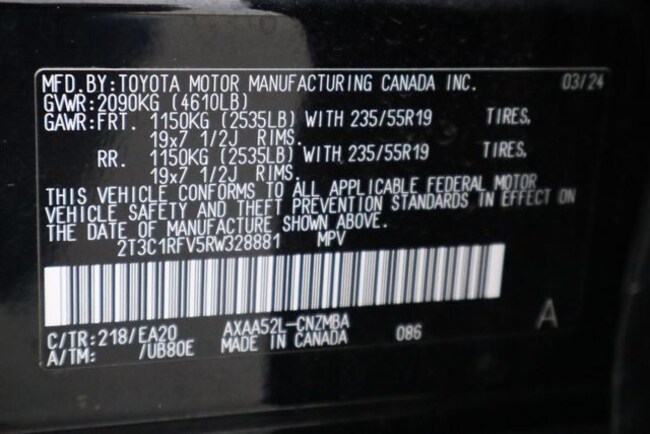 MFD.BY:TOYOTA MOTOR MANUFACTURING CANADA INC. 03/24
GVWR:2090KG (4610LB)
GAWR:FRT. 1150KG (2535LB) WITH 235/55R19 TIRES,
19x7 1/2J RIMS.
RR. 1150KG (2535LB) WITH 235/55R19 TIRES,
19x7 1/2J RIMS.
THIS VEHICLE CONFORMS TO ALL APPLICABLE FEDERAL MOTOR
VEHICLE SAFETY AND THEFT PREVENTION STANDARDS IN EFFECT ON
THE DATE OF MANUFACTURE SHOWN ABOVE.
2T3C1RFV5RW328881 MPV
C/TR:218/EA20 AXAA52L-CNZMBA A
A/TM: /UB80E MADE IN CANADA 086